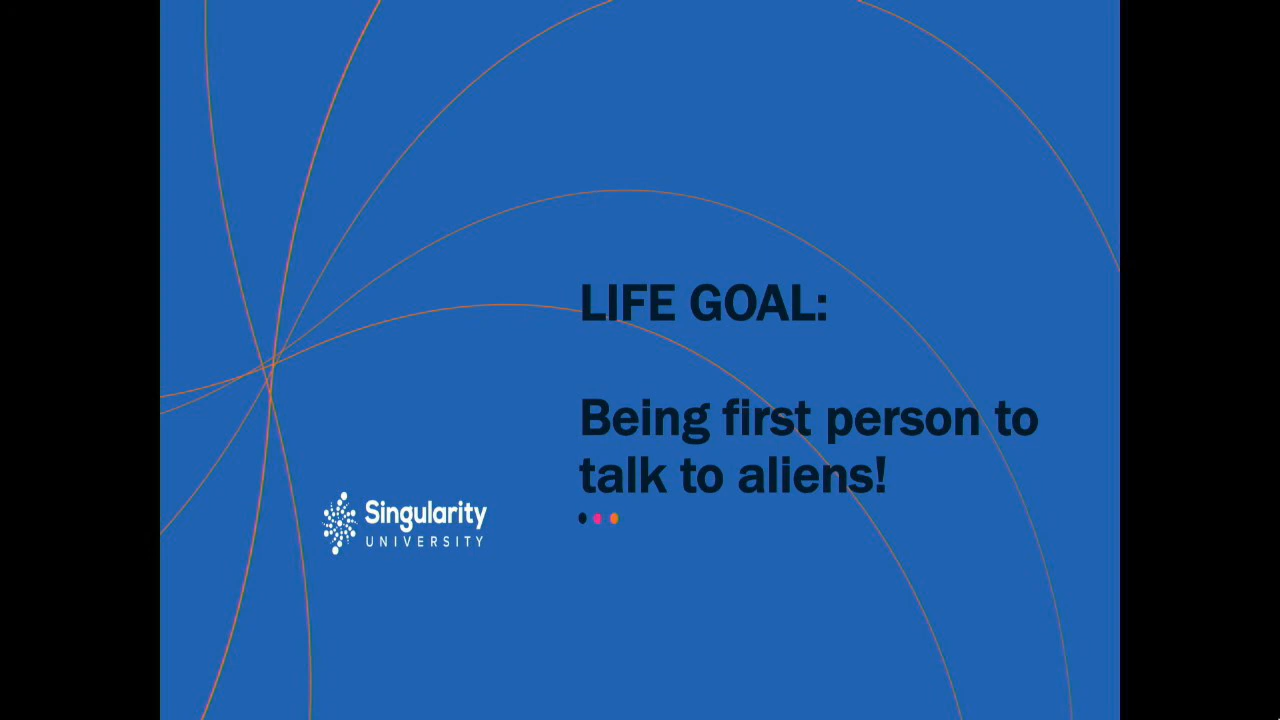 LIFE GOAL:
Being first person to
talk to aliens!
Singularity
UNIVERSITY